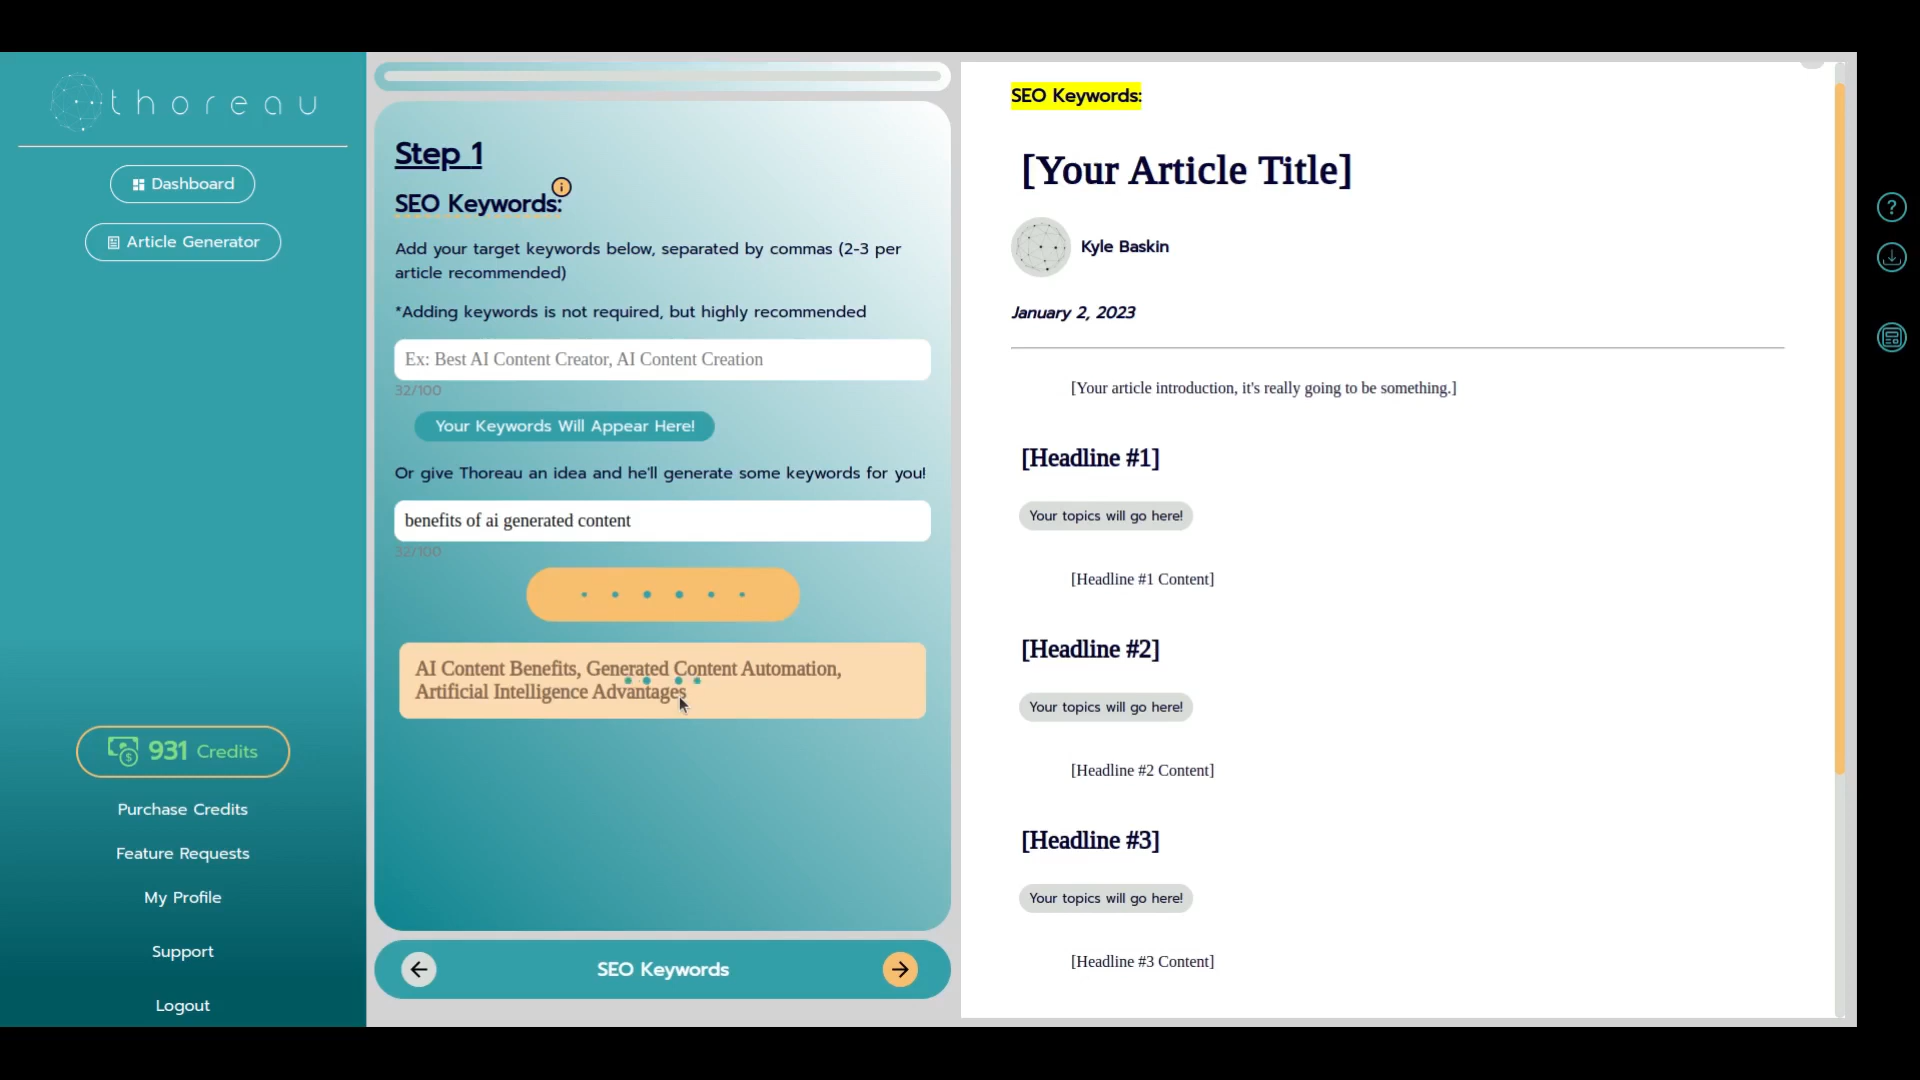 thoreau
Dashboard
Article Generator
931 Credits
Purchase Credits
Feature Requests
My Profile
Support
Logout
Step 1
SEO Keywords:
Add your target keywords below, separated by commas (2-3 per
article recommended)
*Adding keywords is not required, but highly recommended
Ex: Best AI Content Creator, AI Content Creation
32/100
Your Keywords Will Appear Here!
Or give Thoreau an idea and he'll generate some keywords for you!
benefits of ai generated content
32/100
AI Content Benefits, Generated Content Automation,
Artificial Intelligence Advantages
SEO Keywords
SEO Keywords:
[Your Article Title]
Kyle Baskin
January 2, 2023
[Your article introduction, it's really going to be something.]
[Headline #1]
Your topics will go here!
[Headline #1 Content]
[Headline #2]
Your topics will go here!
[Headline #2 Content]
[Headline #3]
Your topics will go here!
[Headline #3 Content]